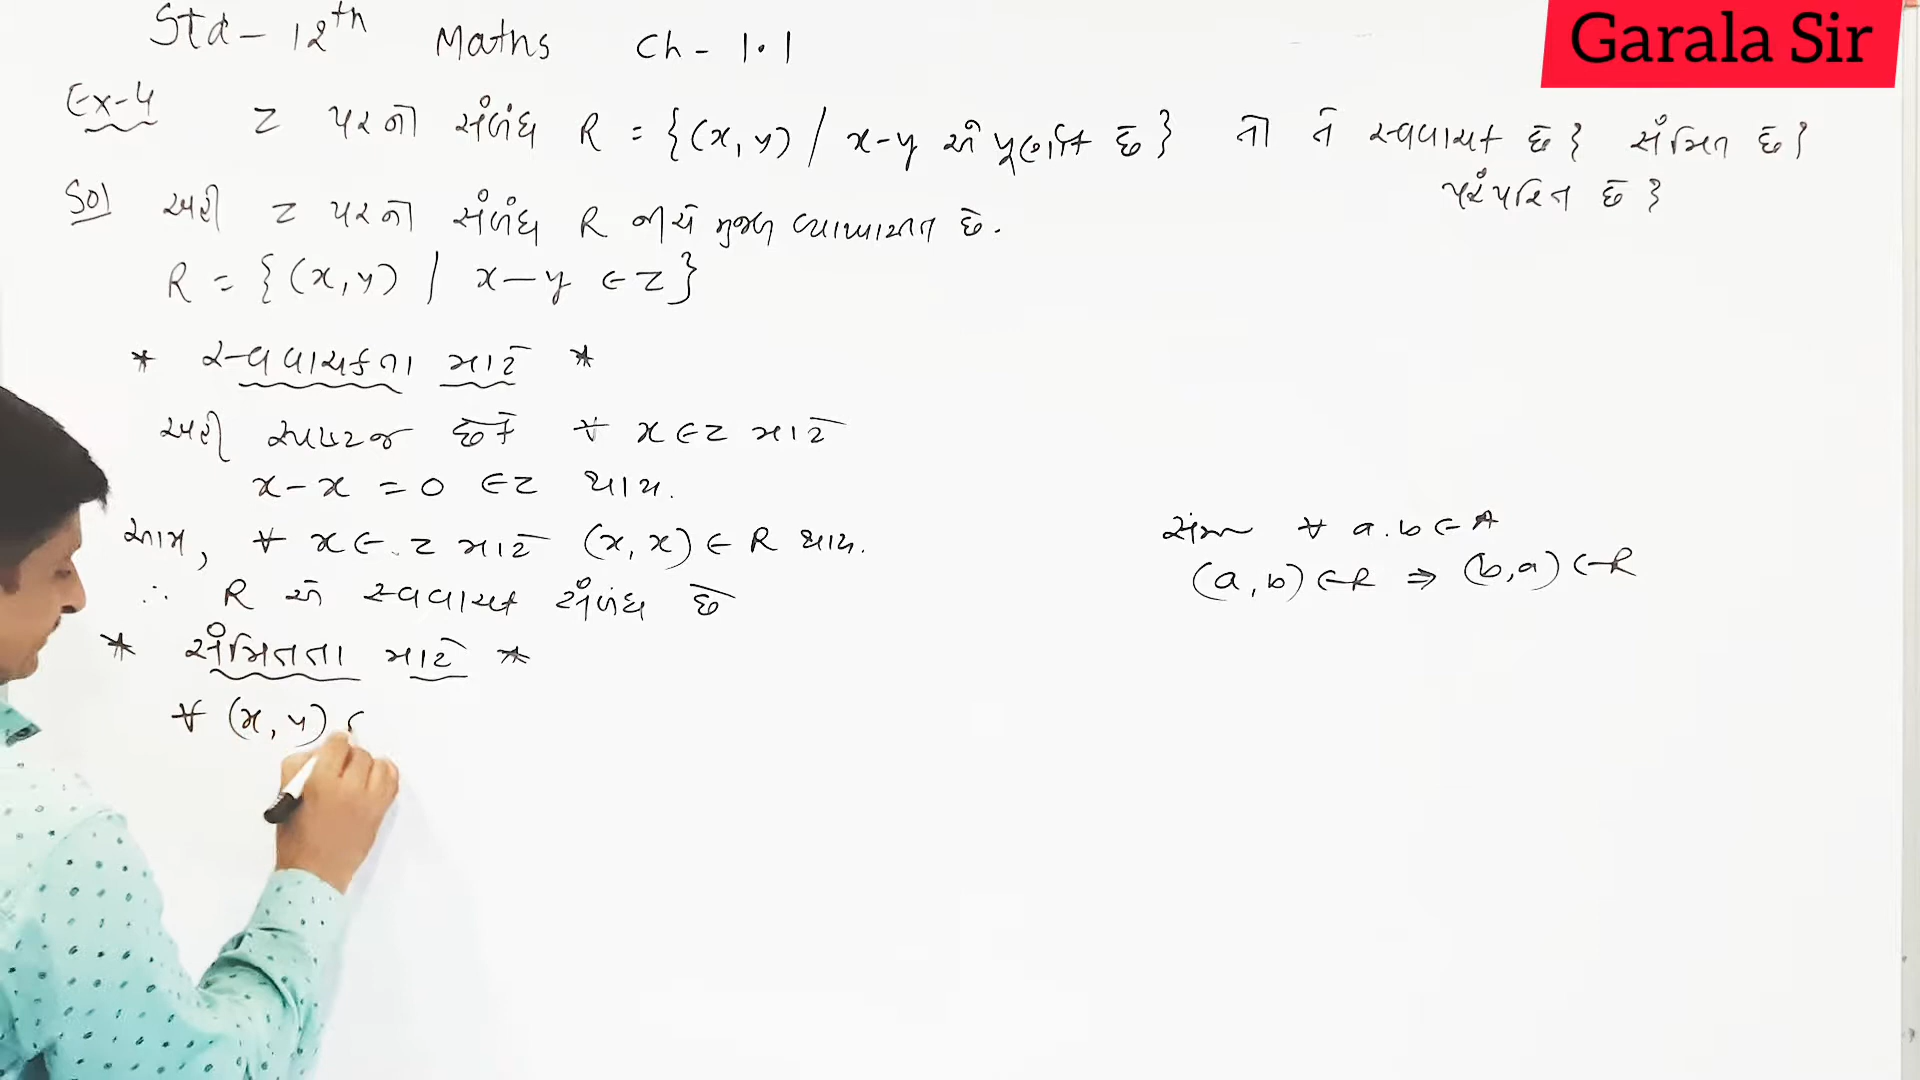 Std - 12th Maths Ch - 1.1
Garala Sir
Ex-4 Z પરનો સંબંધ R = {(x, y) / x-y એ પૂર્ણાંક છે} તો તે સ્વવાચક છે? સંમિત છે?
પરંપરિત છે?
Sol અહીં Z પરનો સંબંધ R નીચે મુજબ વ્યાખ્યાયિત છે.
R = {(x, y) / x - y ∈ Z}
* સ્વવાચકતા માટે *
અહીં સ્પષ્ટ જ છે કે ∀ x ∈ Z માટે
x - x = 0 ∈ Z થાય.
આમ, ∀ x ∈ Z માટે (x, x) ∈ R થાય.
∴ R એ સ્વવાચક સંબંધ છે
* સંમિતતા માટે *
∀ (x, y)
∀ a.b ∈ A
(a, b) ∈ R ⇒ (b, a) ∈ R